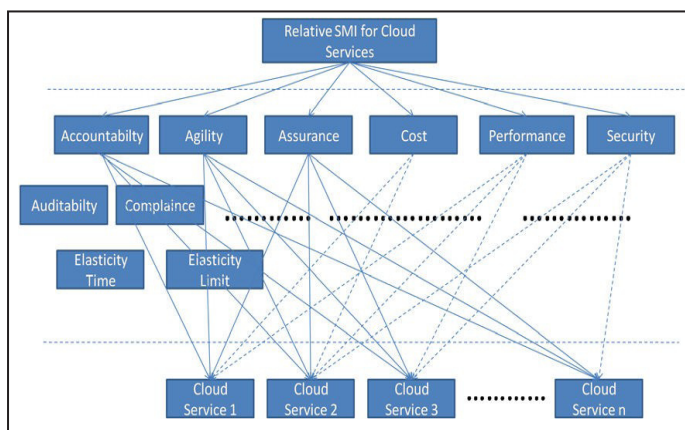 Relative SMI for Cloud
Services
Accountabilty
Agility
Assurance
Cost
Performance
Security
Auditabilty
Complaince
Elasticity
Time
Elasticity
Limit
Cloud
Service 1
Cloud
Service 2
Cloud
Service 3
Cloud
Service n